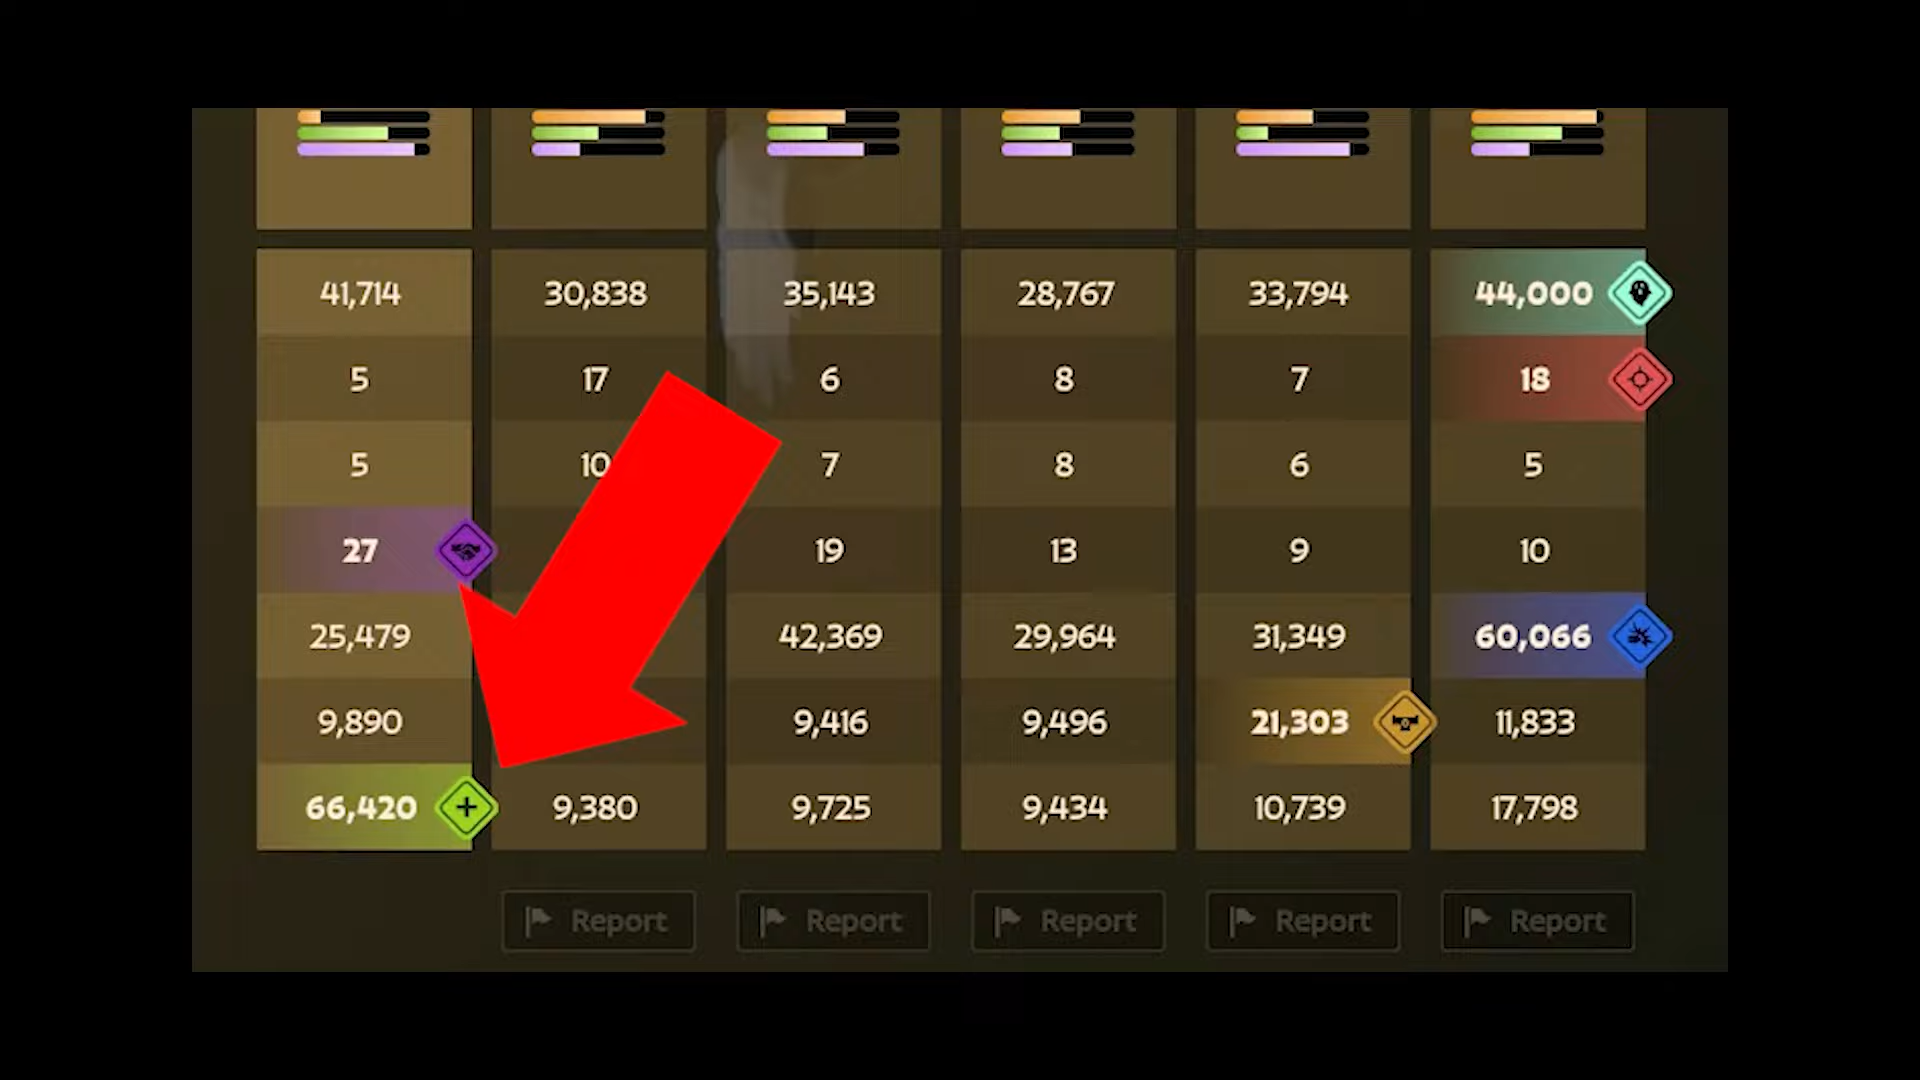 41,714 30,838 35,143 28,767 33,794 44,000
5 17 6 8 7 18
5 10 7 8 6 5
27 19 13 9 10
25,479 42,369 29,964 31,349 60,066
9,890 9,416 9,496 21,303 11,833
66,420 9,380 9,725 9,434 10,739 17,798
Report Report Report Report Report